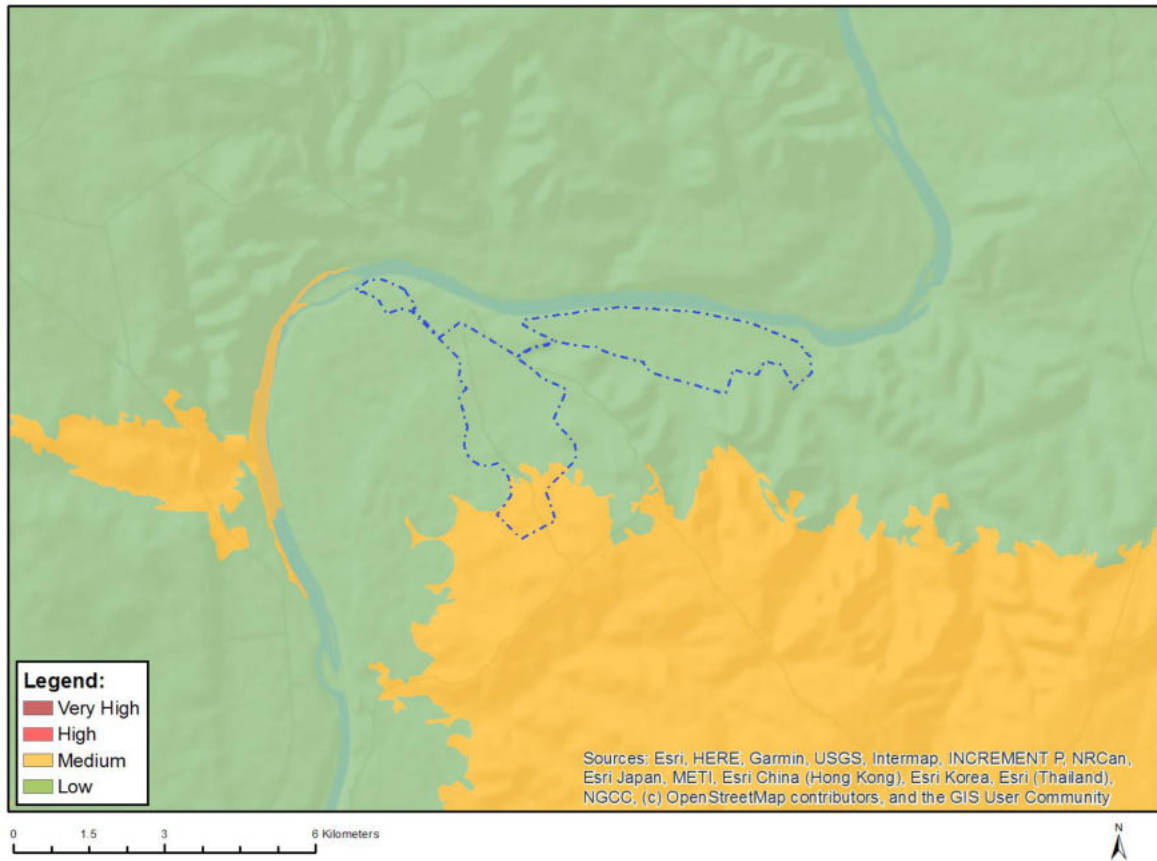 Legend:
Very High
High
Medium
Low
Sources: Esri, HERE, Garmin, USGS, Intermap, INCREMENT P, NRCan,
Esri Japan, METI, Esri China (Hong Kong), Esri Korea, Esri (Thailand),
NGCC, (c) OpenStreetMap contributors, and the GIS User Community
0 1.5 3 6 Kilometers
N